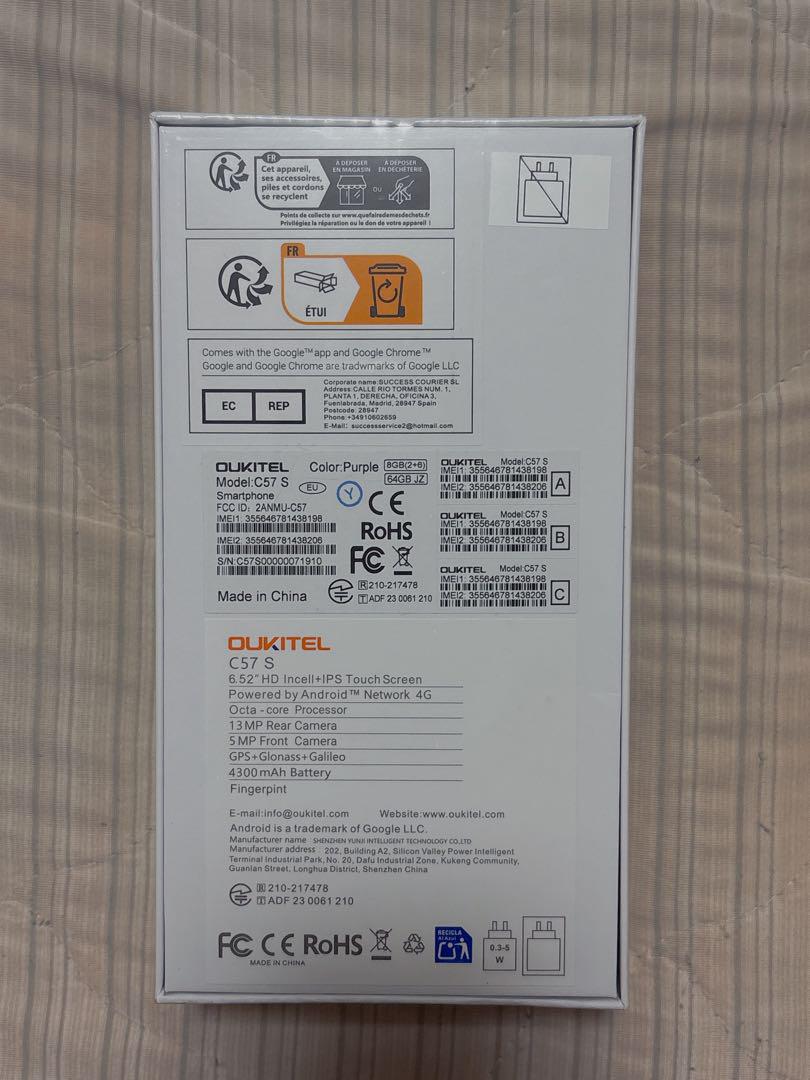 FR
Cet appareil,
ses accessoires,
piles et cordons
se recyclent
À DÉPOSER
EN MAGASIN
OU
À DÉPOSER
EN DÉCHÈTERIE
Points de collecte sur www.quefairedemesdechets.fr
Privilégiez la réparation ou le don de votre appareil !
FR
ÉTUI
Comes with the Google™ app and Google Chrome™
Google and Google Chrome are tradwmarks of Google LLC
EC REP
Corporate name:SUCCESS COURIER SL
Address:CALLE RIO TORMES NUM. 1,
PLANTA 1, DERECHA, OFICINA 3,
Fuenlabrada, Madrid, 28947 Spain
Postcode: 28947
Phone:+34910602659
E-Mail: successservice2@hotmail.com
OUKITEL Color:Purple 8GB(2+6)
Model:C57 S EU 64GB JZ
Smartphone Y CE
FCC ID: 2ANMU-C57
IMEI1: 355646781438198
RoHS
IMEI2: 355646781438206
FC
S/N:C57S00000071910
Made in China
R 210-217478
T ADF 23 0061 210
OUKITEL Model:C57 S
IMEI1: 355646781438198
IMEI2: 355646781438206
A
OUKITEL Model:C57 S
IMEI1: 355646781438198
IMEI2: 355646781438206
B
OUKITEL Model:C57 S
IMEI1: 355646781438198
IMEI2: 355646781438206
C
OUKITEL
C57 S
6.52" HD Incell+IPS Touch Screen
Powered by Android™ Network 4G
Octa - core Processor
13 MP Rear Camera
5 MP Front Camera
GPS+Glonass+Galileo
4300 mAh Battery
Fingerpint
E-mail:info@oukitel.com Website:www.oukitel.com
Android is a trademark of Google LLC.
Manufacturer name SHENZHEN YUNJI INTELLIGENT TECHNOLOGY CO.,LTD
Manufacturer address : 202, Building A2, Silicon Valley Power Intelligent
Terminal Industrial Park, No. 20, Dafu Industrial Zone, Kukeng Community,
Guanlan Street, Longhua District, Shenzhen China
R 210-217478
T ADF 23 0061 210
FC CE RoHS
MADE IN CHINA
RECICLA
Al Azul
0.3-5
W